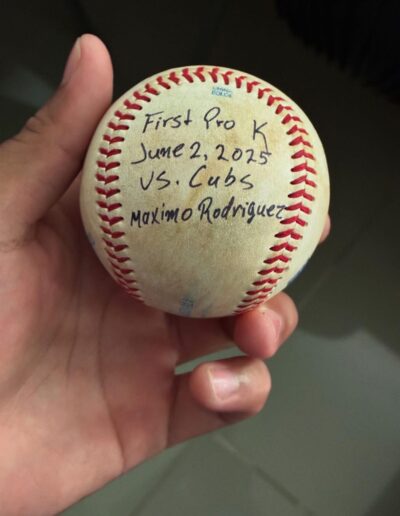 First Pro K
June 2, 2025
vs. Cubs
Maximo Rodriguez